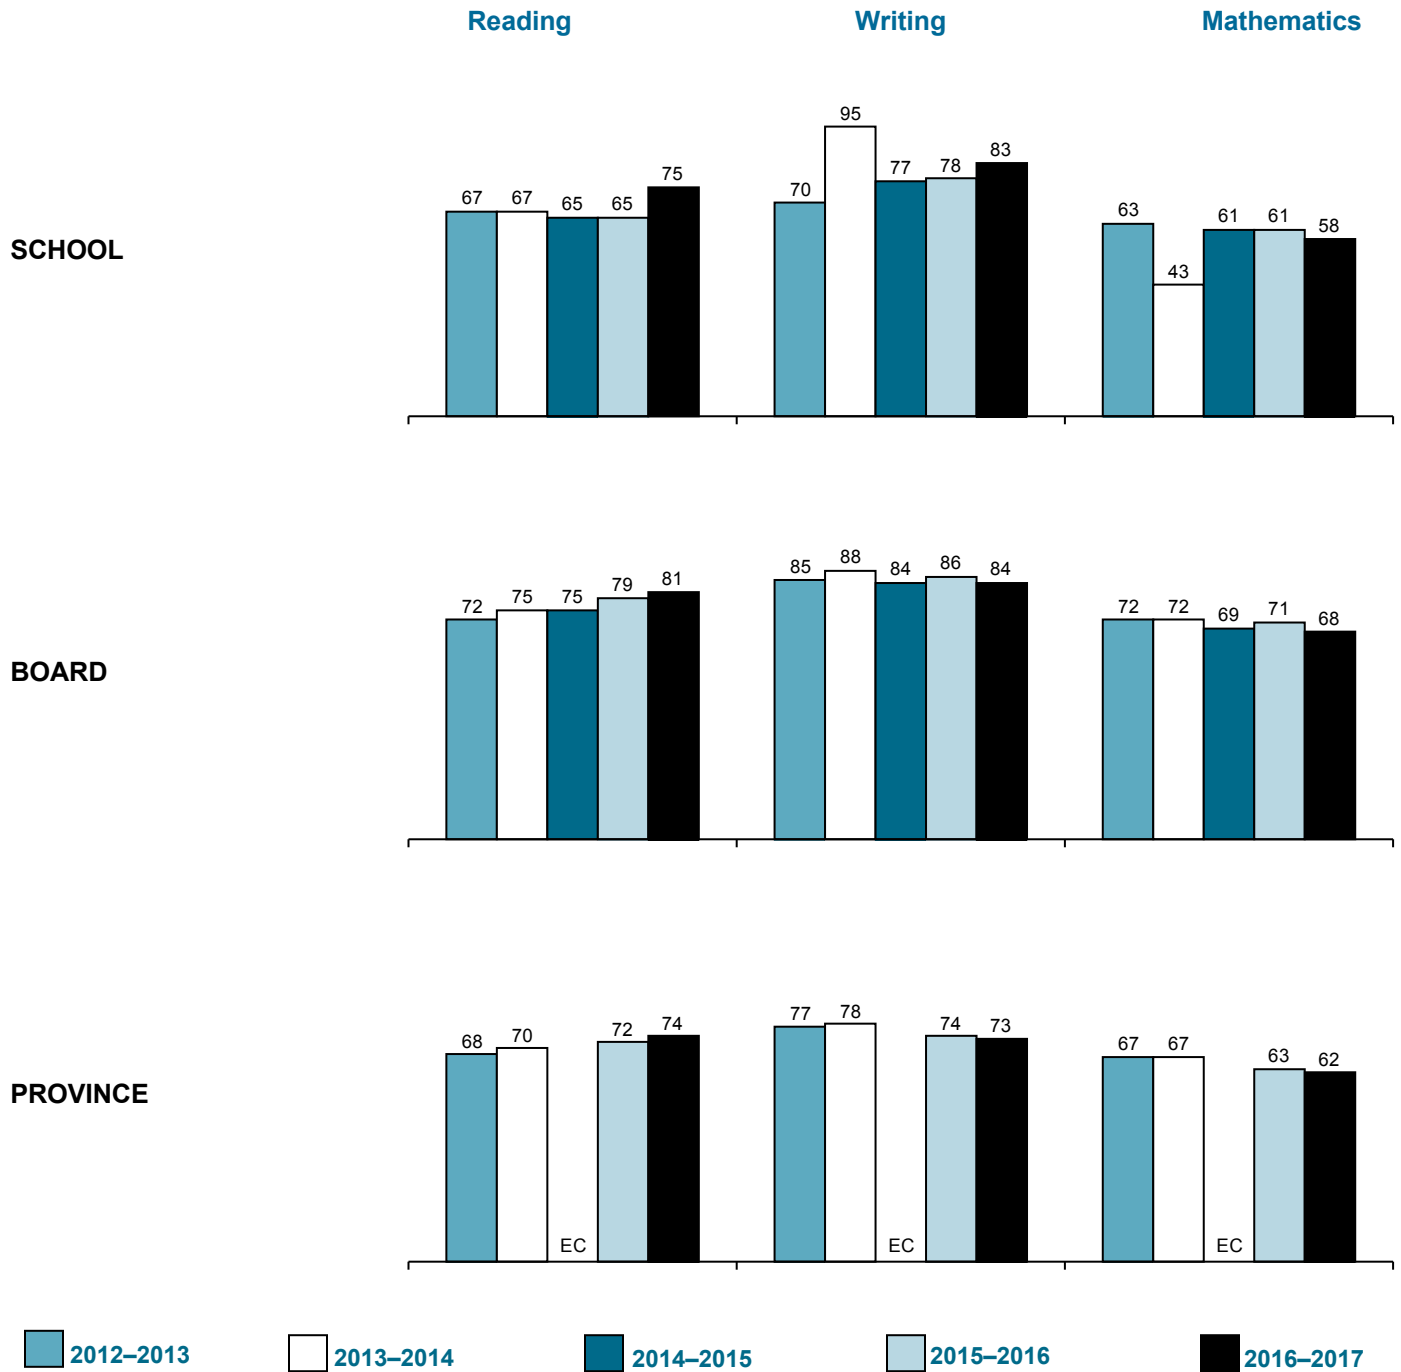 Reading Writing Mathematics
95
83
77 78
75
70
67 67 65 65
63 61 61 58
43
SCHOOL
88
85 84 86 84
79 81
75 75
72
72 72 69 71 68
BOARD
77 78
74 73
72 74
68 70
67 67
63 62
PROVINCE
EC EC EC
2012–2013 2013–2014 2014–2015 2015–2016 2016–2017